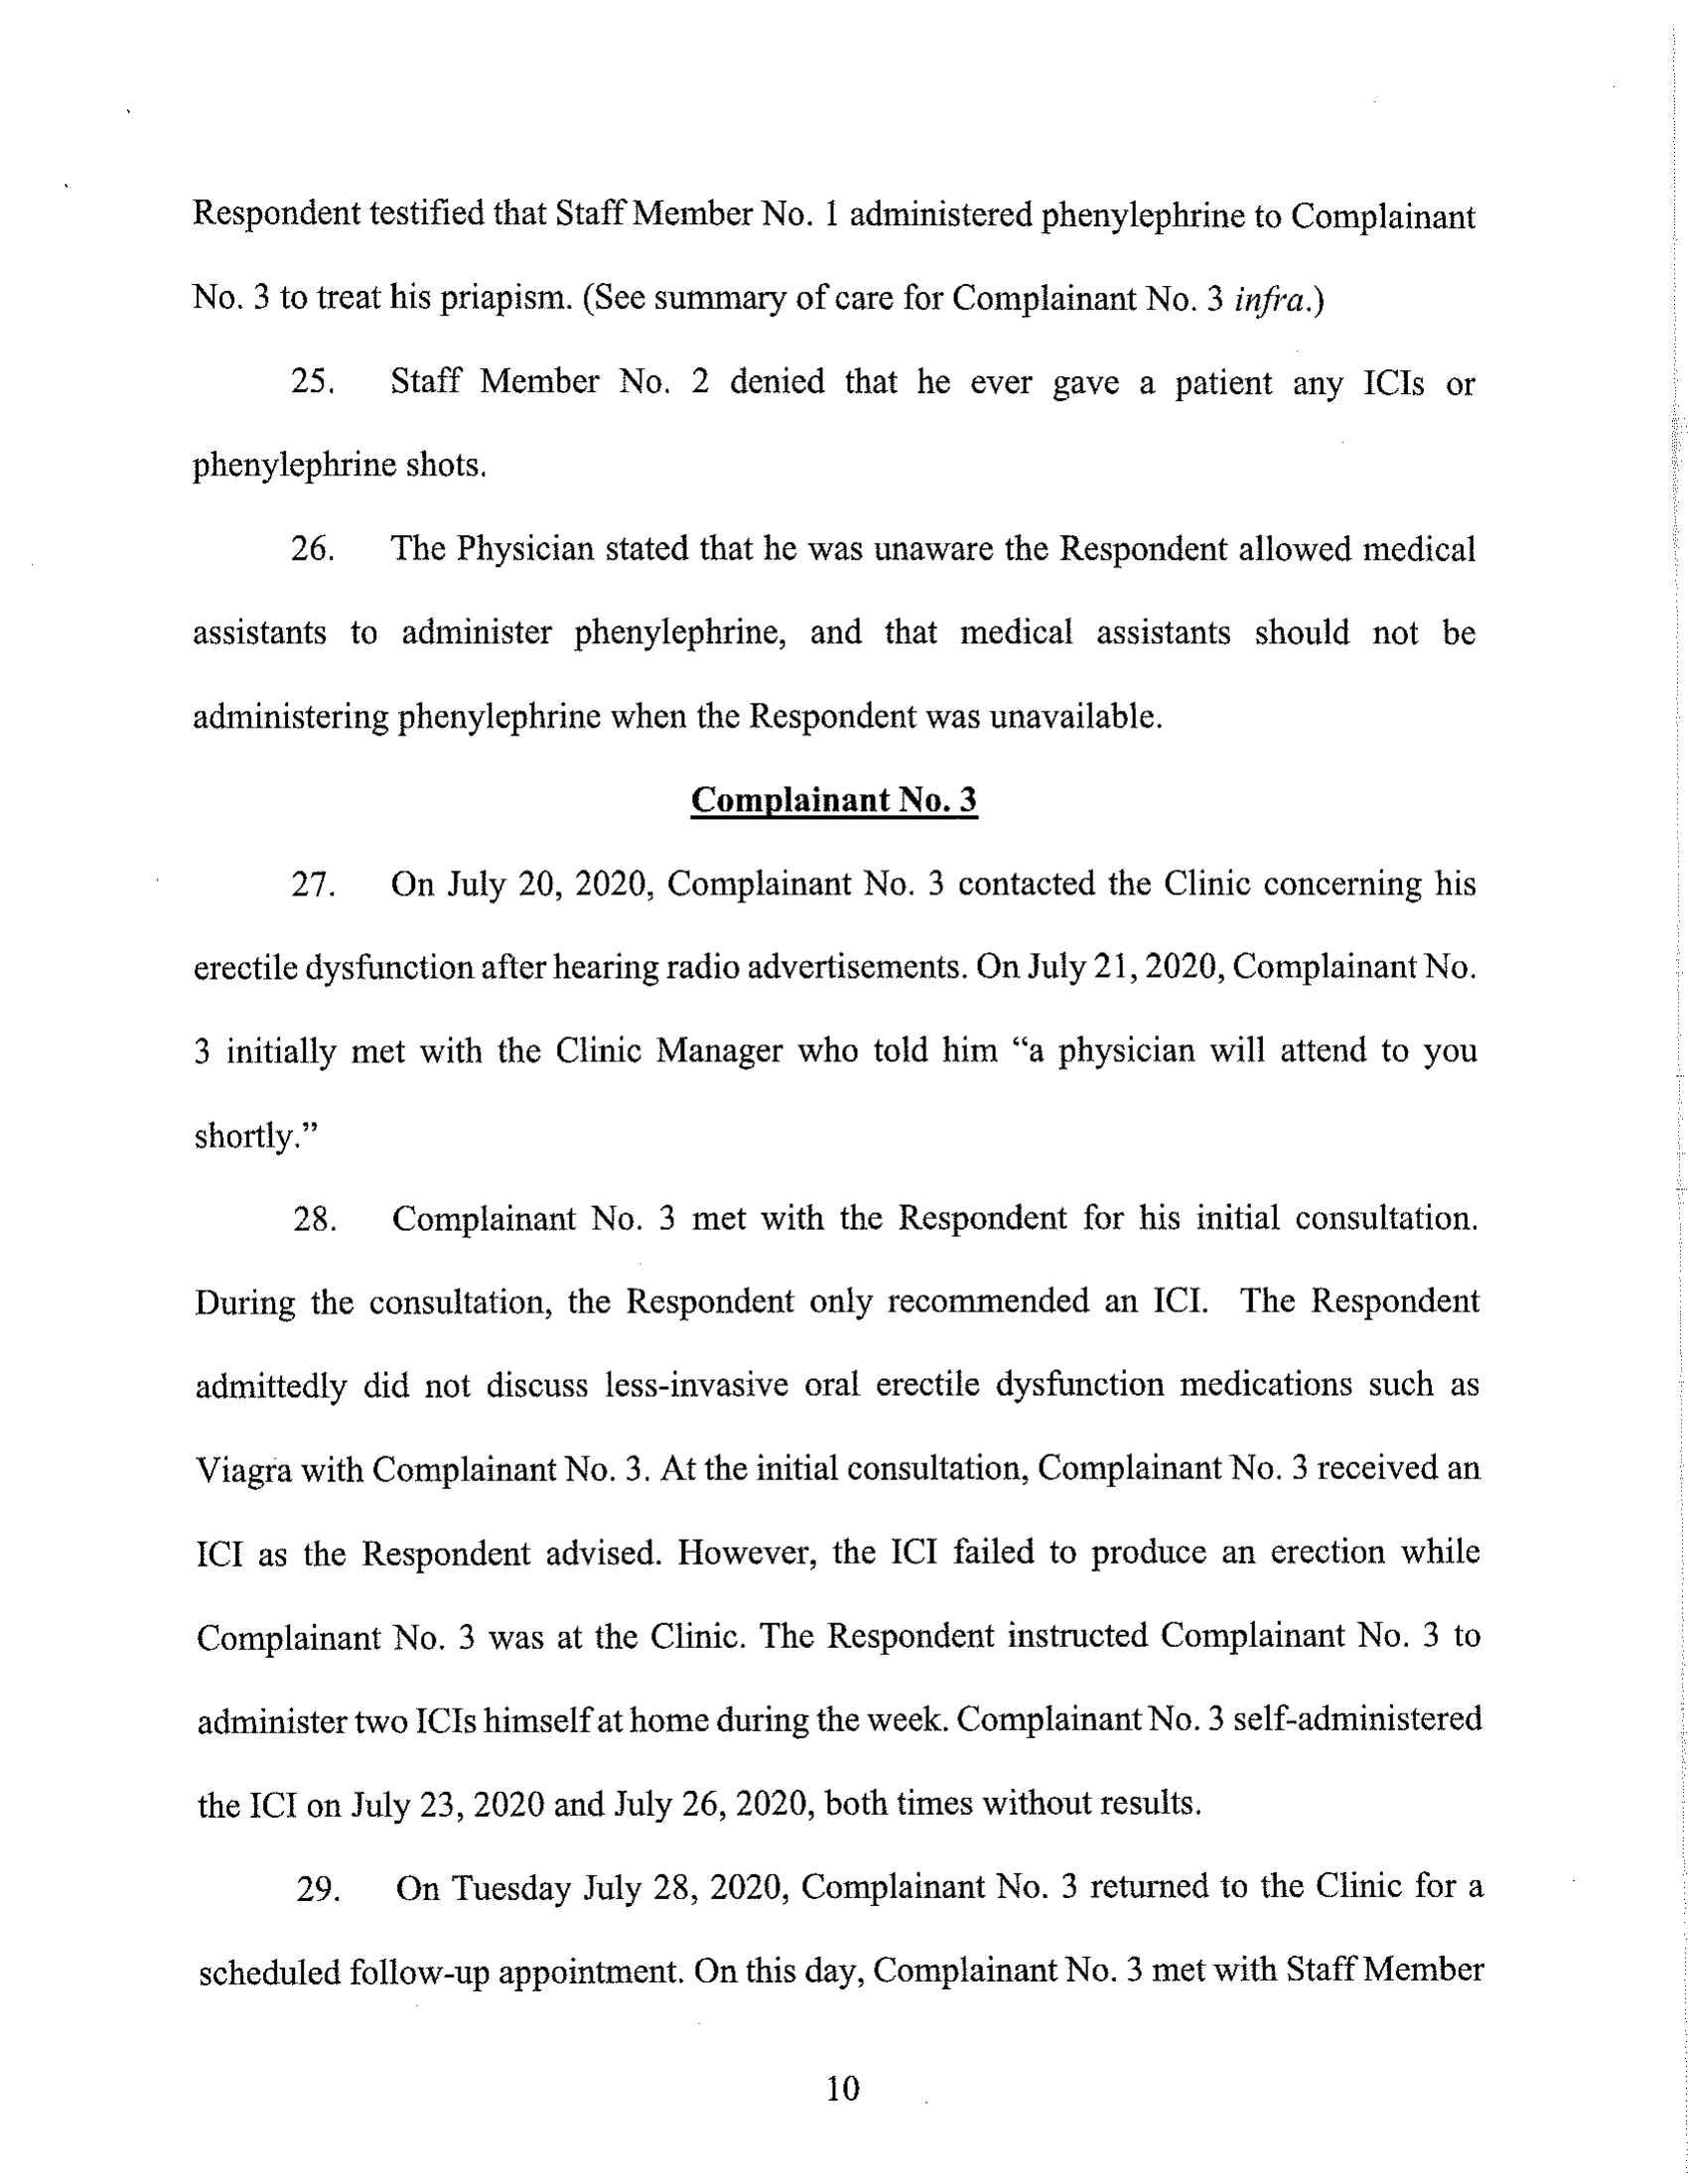 Respondent testified that Staff Member No. 1 administered phenylephrine to Complainant
No. 3 to treat his priapism. (See summary of care for Complainant No. 3 infra.)
25. Staff Member No. 2 denied that he ever gave a patient any ICIs or
phenylephrine shots.
26. The Physician stated that he was unaware the Respondent allowed medical
assistants to administer phenylephrine, and that medical assistants should not be
administering phenylephrine when the Respondent was unavailable.
Complainant No. 3
27. On July 20, 2020, Complainant No. 3 contacted the Clinic concerning his
erectile dysfunction after hearing radio advertisements. On July 21, 2020, Complainant No.
3 initially met with the Clinic Manager who told him “a physician will attend to you
shortly.”
28. Complainant No. 3 met with the Respondent for his initial consultation.
During the consultation, the Respondent only recommended an ICI. The Respondent
admittedly did not discuss less-invasive oral erectile dysfunction medications such as
Viagra with Complainant No. 3. At the initial consultation, Complainant No. 3 received an
ICI as the Respondent advised. However, the ICI failed to produce an erection while
Complainant No. 3 was at the Clinic. The Respondent instructed Complainant No. 3 to
administer two ICIs himself at home during the week. Complainant No. 3 self-administered
the ICI on July 23, 2020 and July 26, 2020, both times without results.
29. On Tuesday July 28, 2020, Complainant No. 3 returned to the Clinic for a
scheduled follow-up appointment. On this day, Complainant No. 3 met with Staff Member
10